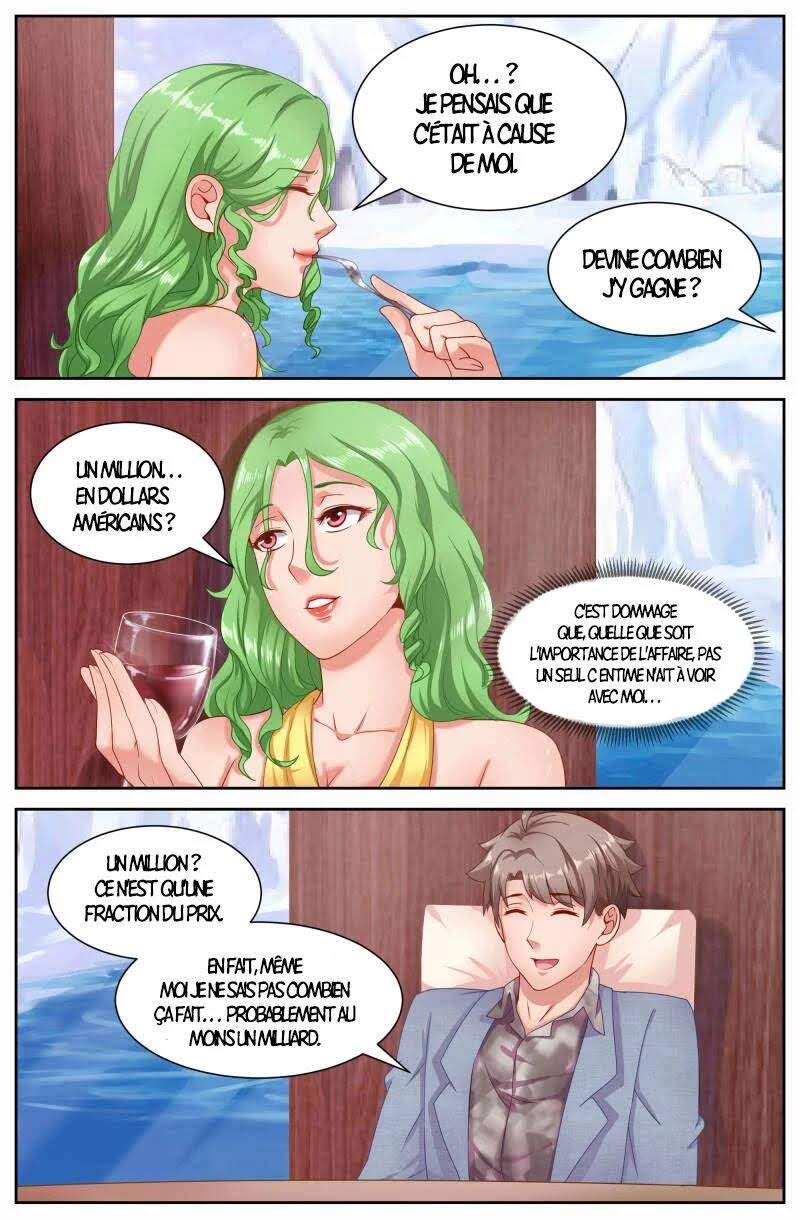 OH... ?
JE PENSAIS QUE
C'ÉTAIT À CAUSE
DE MOI.
DEVINE COMBIEN
J'Y GAGNE ?
UN MILLION...
EN DOLLARS
AMÉRICAINS ?
C'EST DOMMAGE
QUE, QUELLE QUE SOIT
L'IMPORTANCE DE L'AFFAIRE, PAS
UN SEUL C ENTIME N'AIT À VOIR
AVEC MOI...
UN MILLION ?
CE N'EST QU'UNE
FRACTION DU PRIX.
EN FAIT, MÊME
MOI JE NE SAIS PAS COMBIEN
ÇA FAIT... PROBABLEMENT AU
MOINS UN MILLIARD.